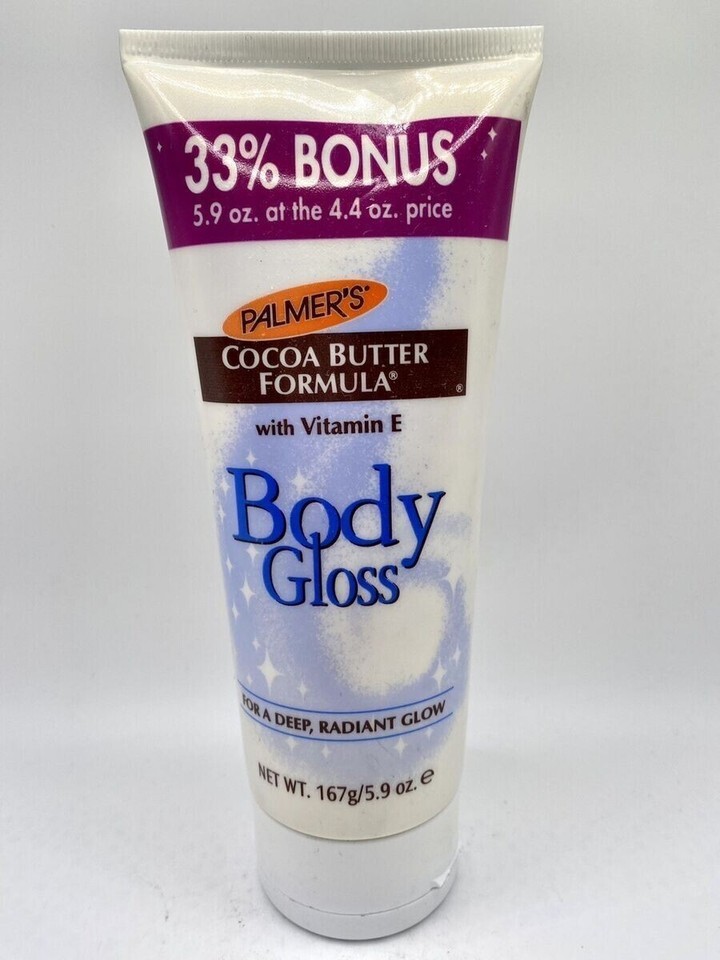 33% BONUS
5.9 oz. at the 4.4 oz. price
PALMER'S®
COCOA BUTTER
FORMULA®
®
with Vitamin E
Body
Gloss
FOR A DEEP, RADIANT GLOW
NET WT. 167g/5.9 oz. e